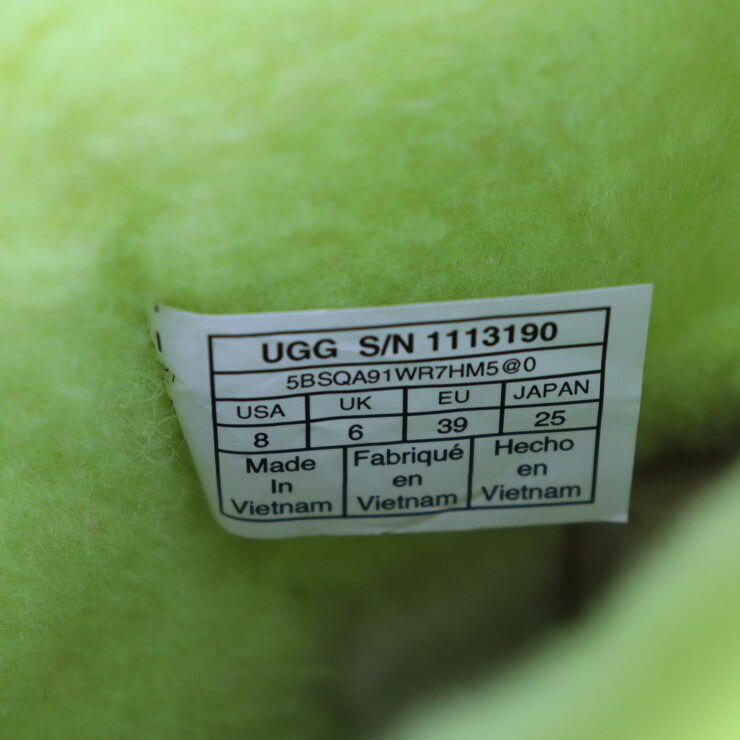 UGG S/N 1113190
5BSQA91WR7HM5@0
USA UK EU JAPAN
8 6 39 25
Made In Vietnam
Fabriqué en Vietnam
Hecho en Vietnam